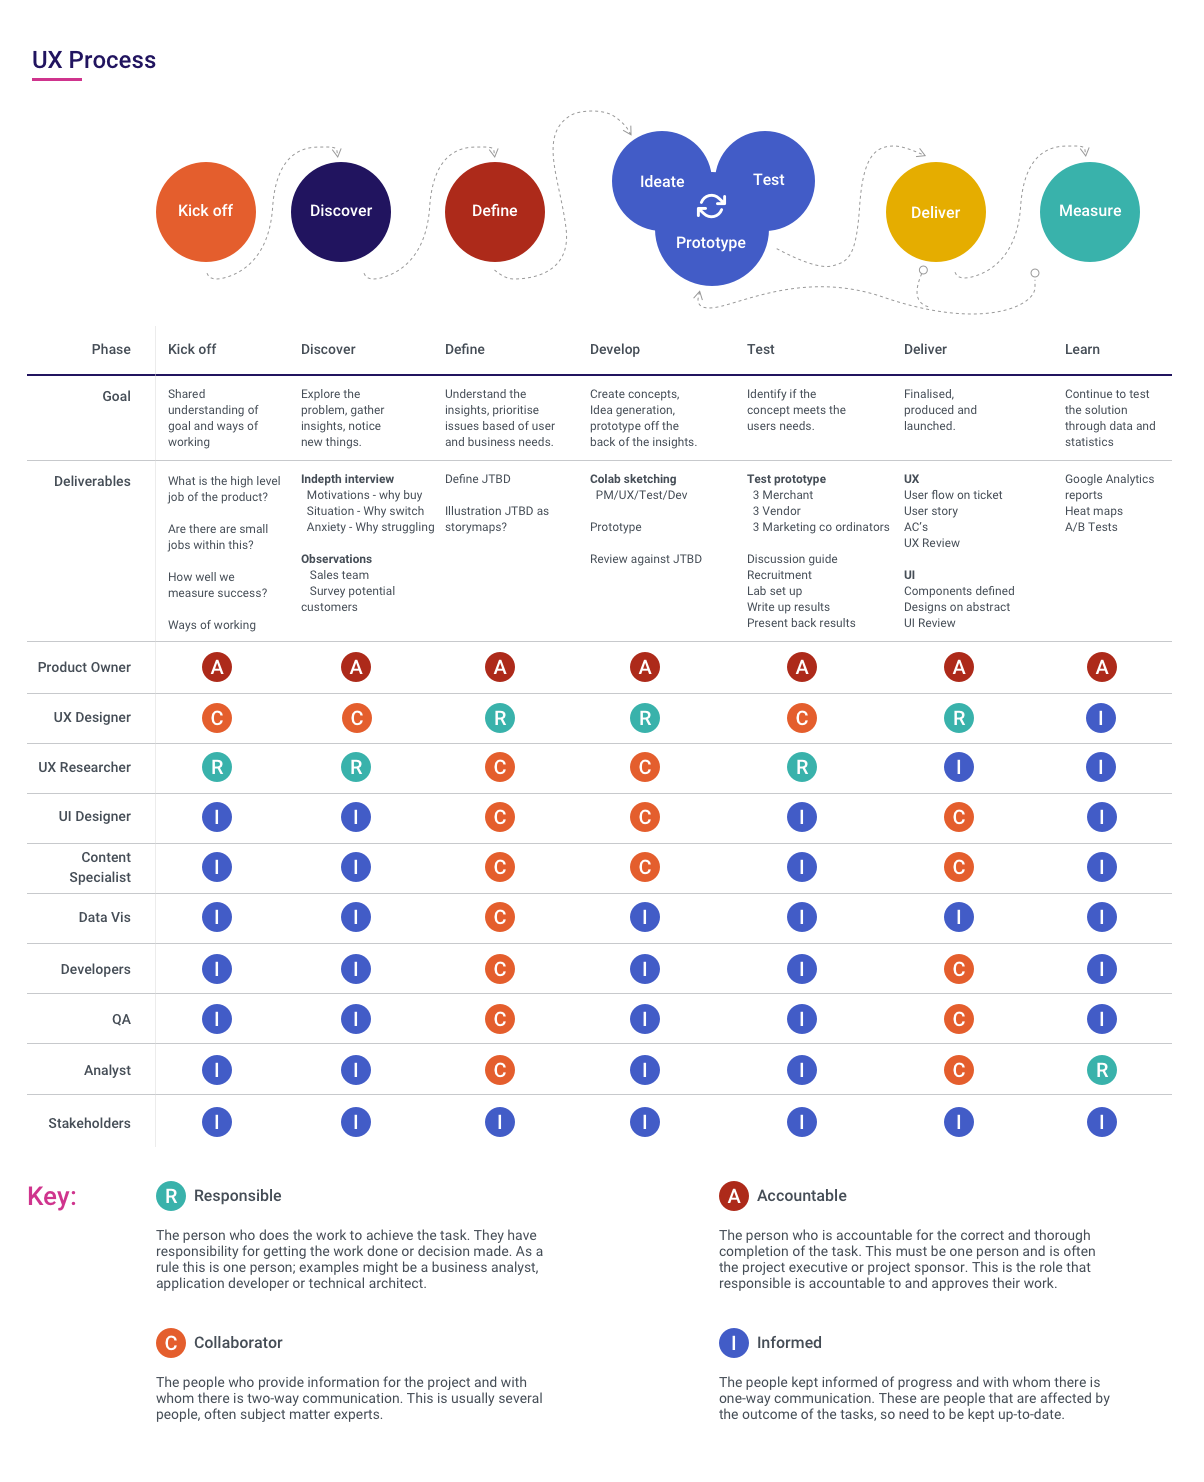 UX Process
Kick off
Discover
Define
Ideate
Test
Prototype
Deliver
Measure
Phase Kick off Discover Define Develop Test Deliver Learn
Goal
Shared
understanding of
goal and ways of
working
Explore the
problem, gather
insights, notice
new things.
Understand the
insights, prioritise
issues based of user
and business needs.
Create concepts,
Idea generation,
prototype off the
back of the insights.
Identify if the
concept meets the
users needs.
Finalised,
produced and
launched.
Continue to test
the solution
through data and
statistics
Deliverables
What is the high level
job of the product?
Are there are small
jobs within this?
How well we
measure success?
Ways of working
Indepth interview
Motivations - why buy
Situation - Why switch
Anxiety - Why struggling
Observations
Sales team
Survey potential
customers
Define JTBD
Illustration JTBD as
storymaps?
Colab sketching
PM/UX/Test/Dev
Prototype
Review against JTBD
Test prototype
3 Merchant
3 Vendor
3 Marketing co ordinators
Discussion guide
Recruitment
Lab set up
Write up results
Present back results
UX
User flow on ticket
User story
AC's
UX Review
UI
Components defined
Designs on abstract
UI Review
Google Analytics
reports
Heat maps
A/B Tests
Product Owner A A A A A A A
UX Designer C C R R C R I
UX Researcher R R C C R I I
UI Designer I I C C I C I
Content
Specialist I I C C I C I
Data Vis I I C I I I I
Developers I I C I I C I
QA I I C I I C I
Analyst I I C I I C R
Stakeholders I I I I I I I
Key:
R Responsible
The person who does the work to achieve the task. They have
responsibility for getting the work done or decision made. As a
rule this is one person; examples might be a business analyst,
application developer or technical architect.
A Accountable
The person who is accountable for the correct and thorough
completion of the task. This must be one person and is often
the project executive or project sponsor. This is the role that
responsible is accountable to and approves their work.
C Collaborator
The people who provide information for the project and with
whom there is two-way communication. This is usually several
people, often subject matter experts.
I Informed
The people kept informed of progress and with whom there is
one-way communication. These are people that are affected by
the outcome of the tasks, so need to be kept up-to-date.